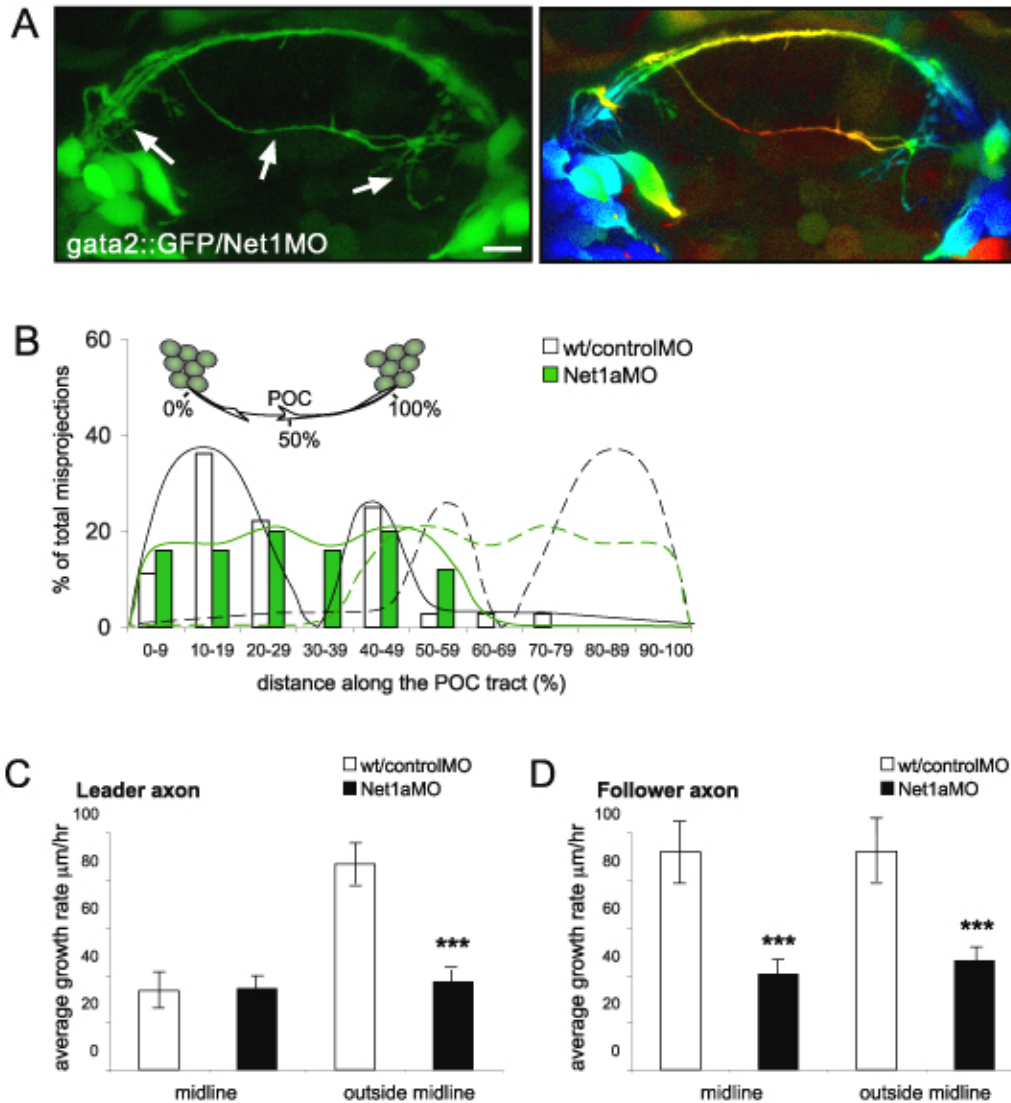 A
gata2::GFP/Net1MO
B
wt/controlMO
Net1aMO
POC
0%
50%
100%
% of total misprojections
60
40
20
0
0-9 10-19 20-29 30-39 40-49 50-59 60-69 70-79 80-89 90-100
distance along the POC tract (%)
C
Leader axon
wt/controlMO
Net1aMO
average growth rate µm/hr
100
80
60
40
20
0
***
midline outside midline
D
Follower axon
wt/controlMO
Net1aMO
average growth rate µm/hr
100
80
60
40
20
0
***
***
midline outside midline